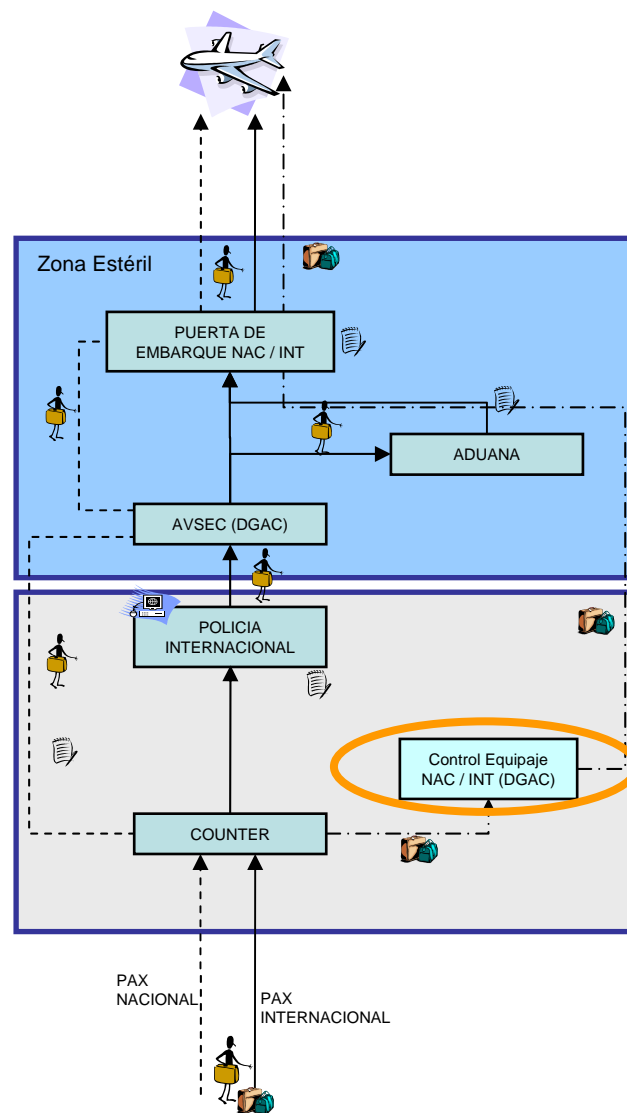 Zona Estéril
PUERTA DE
EMBARQUE NAC / INT
ADUANA
AVSEC (DGAC)
POLICIA
INTERNACIONAL
Control Equipaje
NAC / INT (DGAC)
COUNTER
PAX
NACIONAL
PAX
INTERNACIONAL